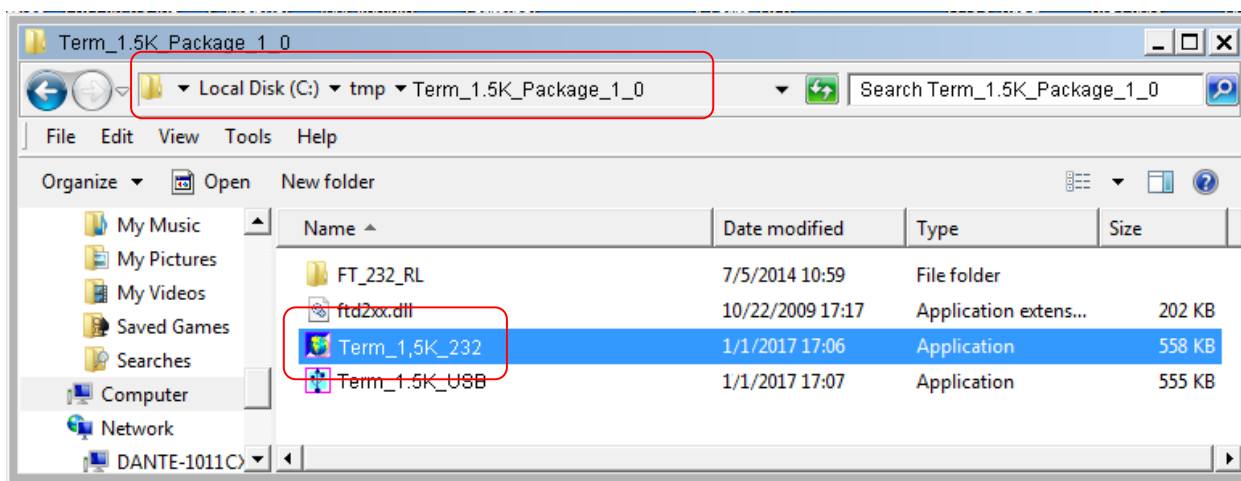 Term_1.5K_Package_1_0
Local Disk (C:) tmp Term_1.5K_Package_1_0 Search Term_1.5K_Package_1_0
File Edit View Tools Help
Organize Open New folder
My Music
My Pictures
My Videos
Saved Games
Searches
Computer
Network
DANTE-1011C
Name Date modified Type Size
FT_232_RL 7/5/2014 10:59 File folder
ftd2xx.dll 10/22/2009 17:17 Application extens... 202 KB
Term_1,5K_232 1/1/2017 17:06 Application 558 KB
Term_1.5K_USB 1/1/2017 17:07 Application 555 KB